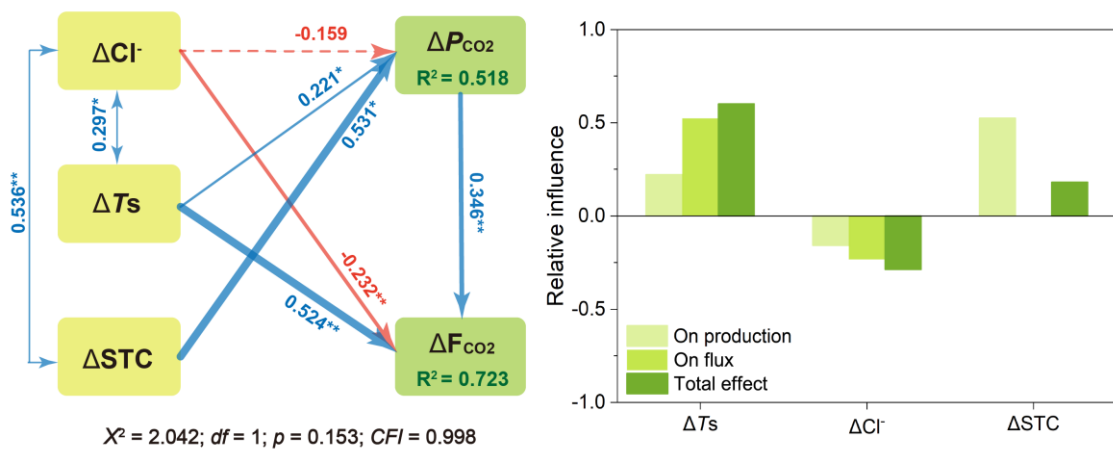 ΔCl⁻
ΔTs
ΔSTC
ΔP_CO2
R² = 0.518
ΔF_CO2
R² = 0.723
-0.159
0.221*
0.531*
0.297*
0.536**
0.346**
-0.232**
0.524**
X² = 2.042; df = 1; p = 0.153; CFI = 0.998
Relative influence
1.0
0.5
0.0
-0.5
-1.0
On production
On flux
Total effect
ΔTs
ΔCl⁻
ΔSTC